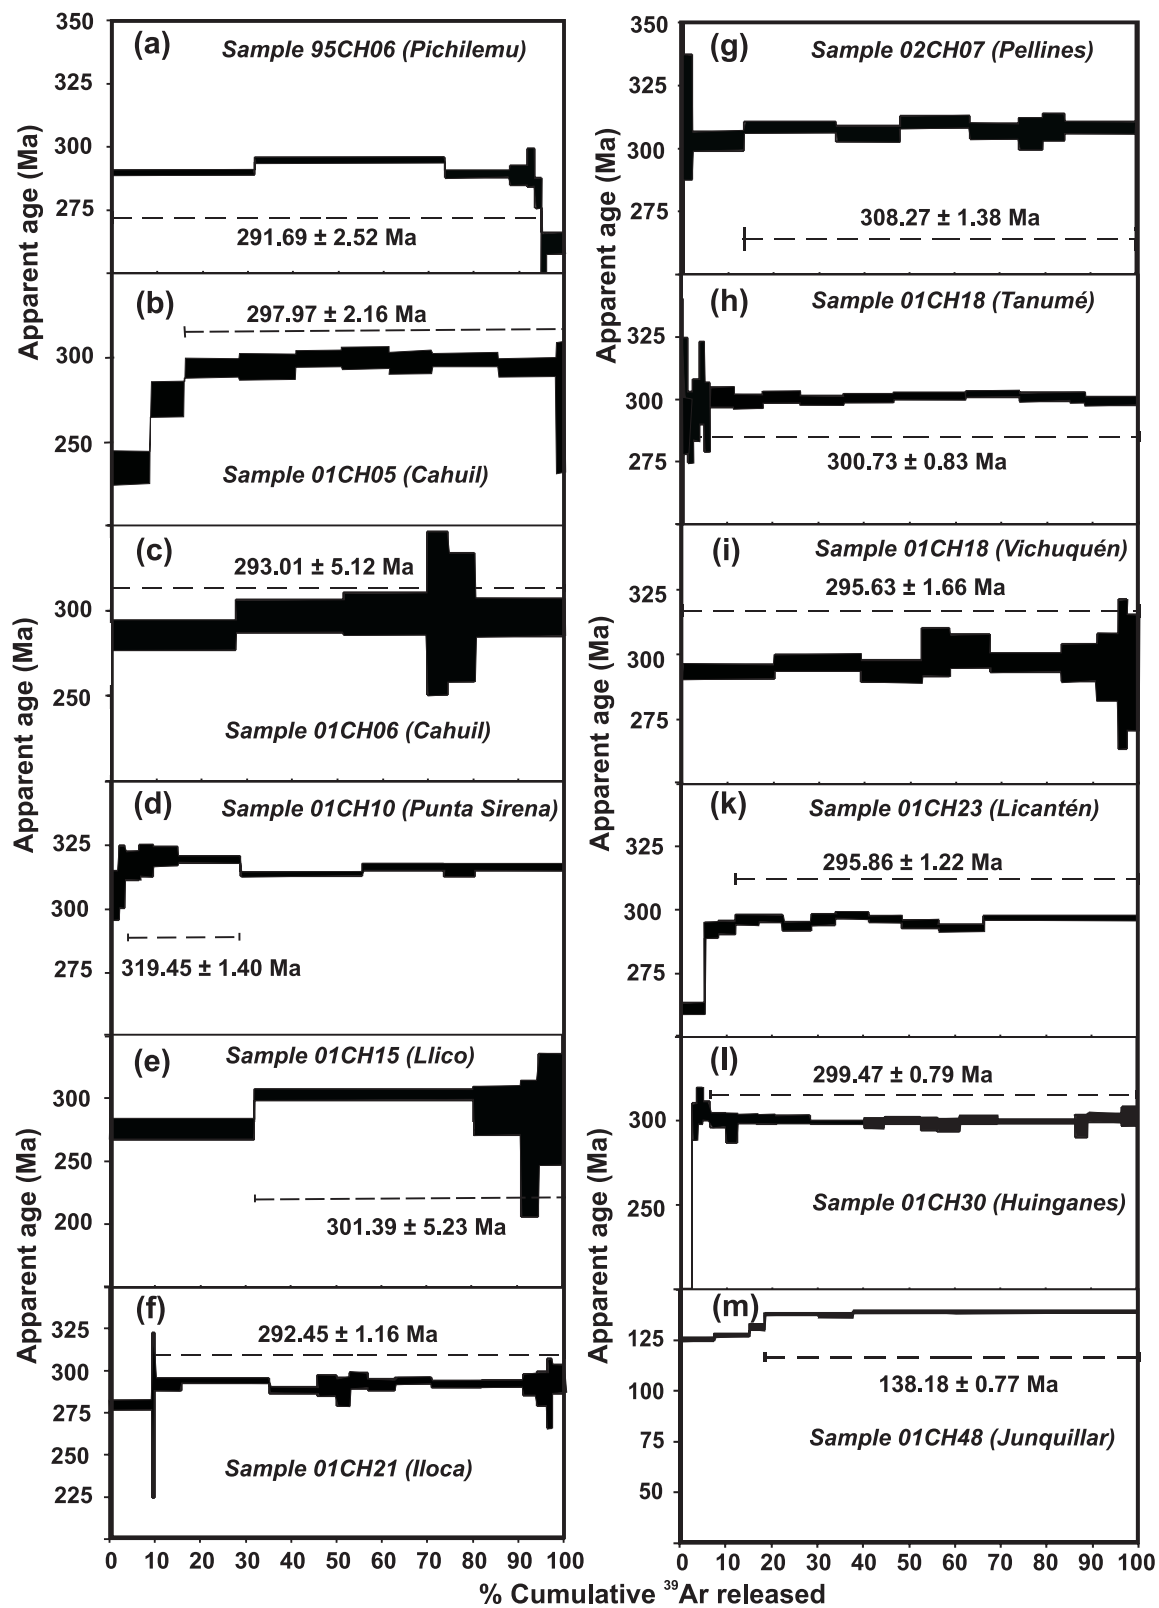 (a)
Sample 95CH06 (Pichilemu)
350
325
300
275
Apparent age (Ma)
291.69 ± 2.52 Ma
(b)
297.97 ± 2.16 Ma
300
250
Sample 01CH05 (Cahuil)
(c)
293.01 ± 5.12 Ma
300
250
Apparent age (Ma)
Sample 01CH06 (Cahuil)
(d)
Sample 01CH10 (Punta Sirena)
325
300
275
319.45 ± 1.40 Ma
(e)
Sample 01CH15 (Llico)
300
250
200
Apparent age (Ma)
301.39 ± 5.23 Ma
(f)
292.45 ± 1.16 Ma
325
300
275
250
225
Sample 01CH21 (Iloca)
0 10 20 30 40 50 60 70 80 90 100
(g)
Sample 02CH07 (Pellines)
350
325
300
275
Apparent age (Ma)
308.27 ± 1.38 Ma
(h)
Sample 01CH18 (Tanumé)
325
300
275
300.73 ± 0.83 Ma
(i)
Sample 01CH18 (Vichuquén)
295.63 ± 1.66 Ma
325
300
275
Apparent age (Ma)
(k)
Sample 01CH23 (Licantén)
295.86 ± 1.22 Ma
325
300
275
(l)
299.47 ± 0.79 Ma
300
250
Apparent age (Ma)
Sample 01CH30 (Huinganes)
(m)
125
100
75
50
138.18 ± 0.77 Ma
Sample 01CH48 (Junquillar)
0 10 20 30 40 50 60 70 80 90 100
% Cumulative ³⁹Ar released